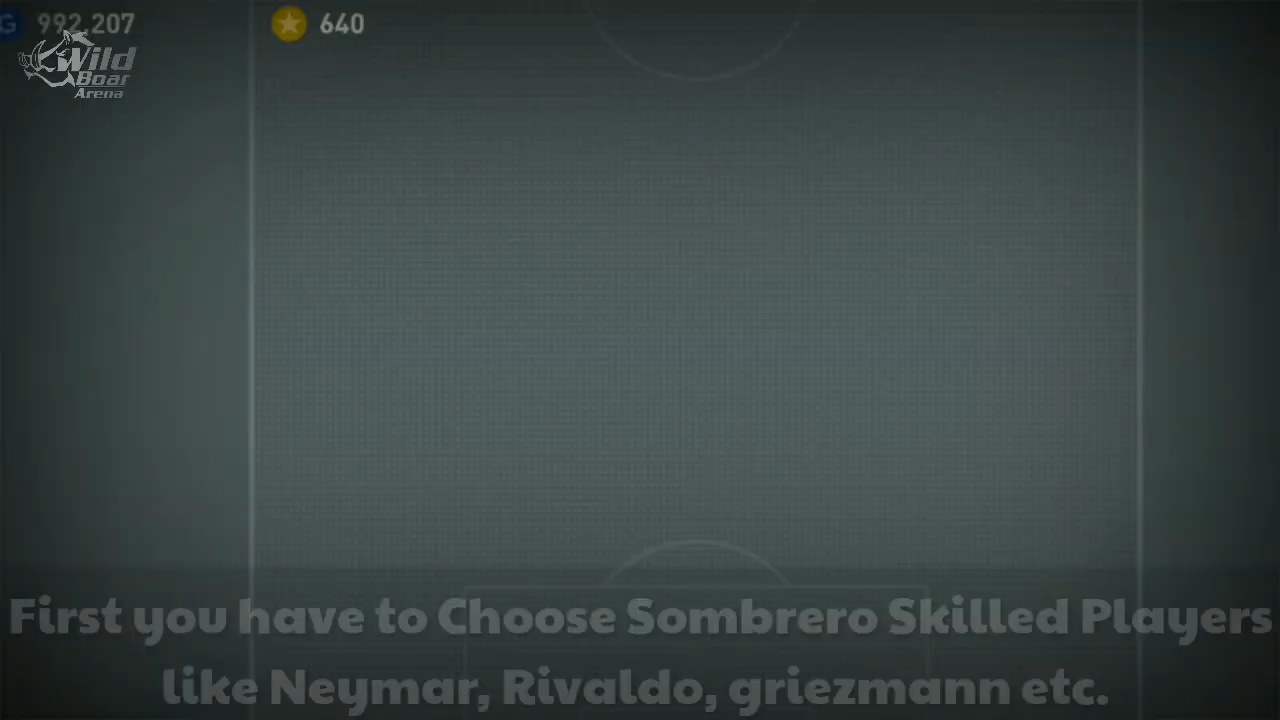 G 992,207 640
Wild
Boar
Arena
First you have to Choose Sombrero Skilled Players
like Neymar, Rivaldo, griezmann etc.